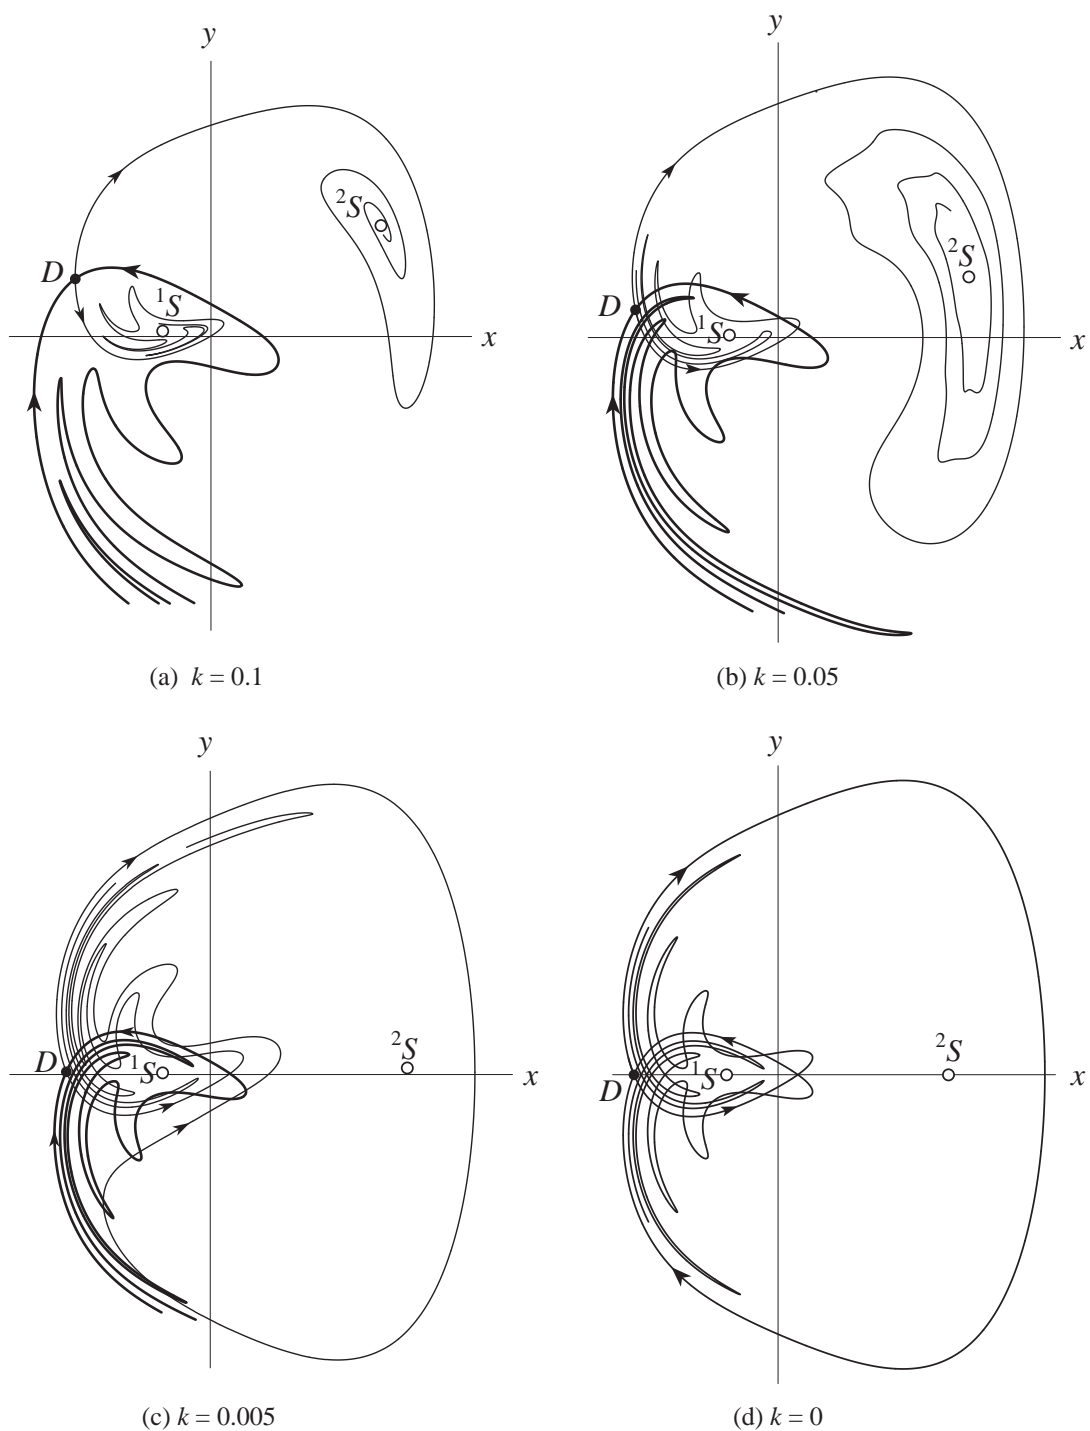 y
²S
D
¹S
x
(a) k = 0.1
y
²S
D
¹S
x
(b) k = 0.05
y
²S
D
¹S
x
(c) k = 0.005
y
²S
D
¹S
x
(d) k = 0